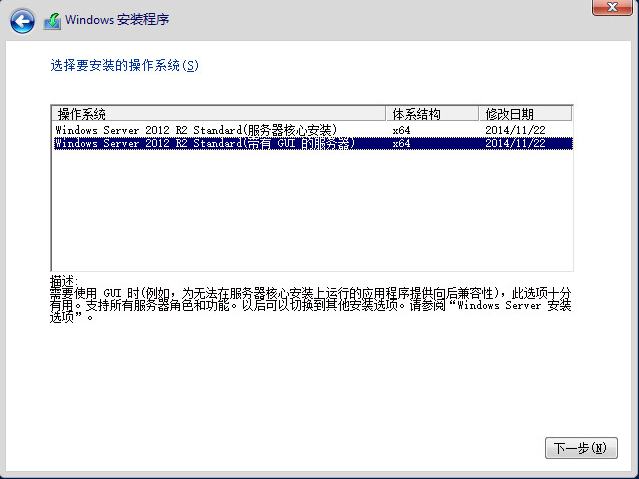 Windows 安装程序
选择要安装的操作系统(S)
操作系统 体系结构 修改日期
Windows Server 2012 R2 Standard(服务器核心安装) x64 2014/11/22
Windows Server 2012 R2 Standard(带有 GUI 的服务器) x64 2014/11/22
描述:
需要使用 GUI 时(例如，为无法在服务器核心安装上运行的应用程序提供向后兼容性)，此选项十分
有用。支持所有服务器角色和功能。以后可以切换到其他安装选项。请参阅“Windows Server 安装
选项”。
下一步(N)